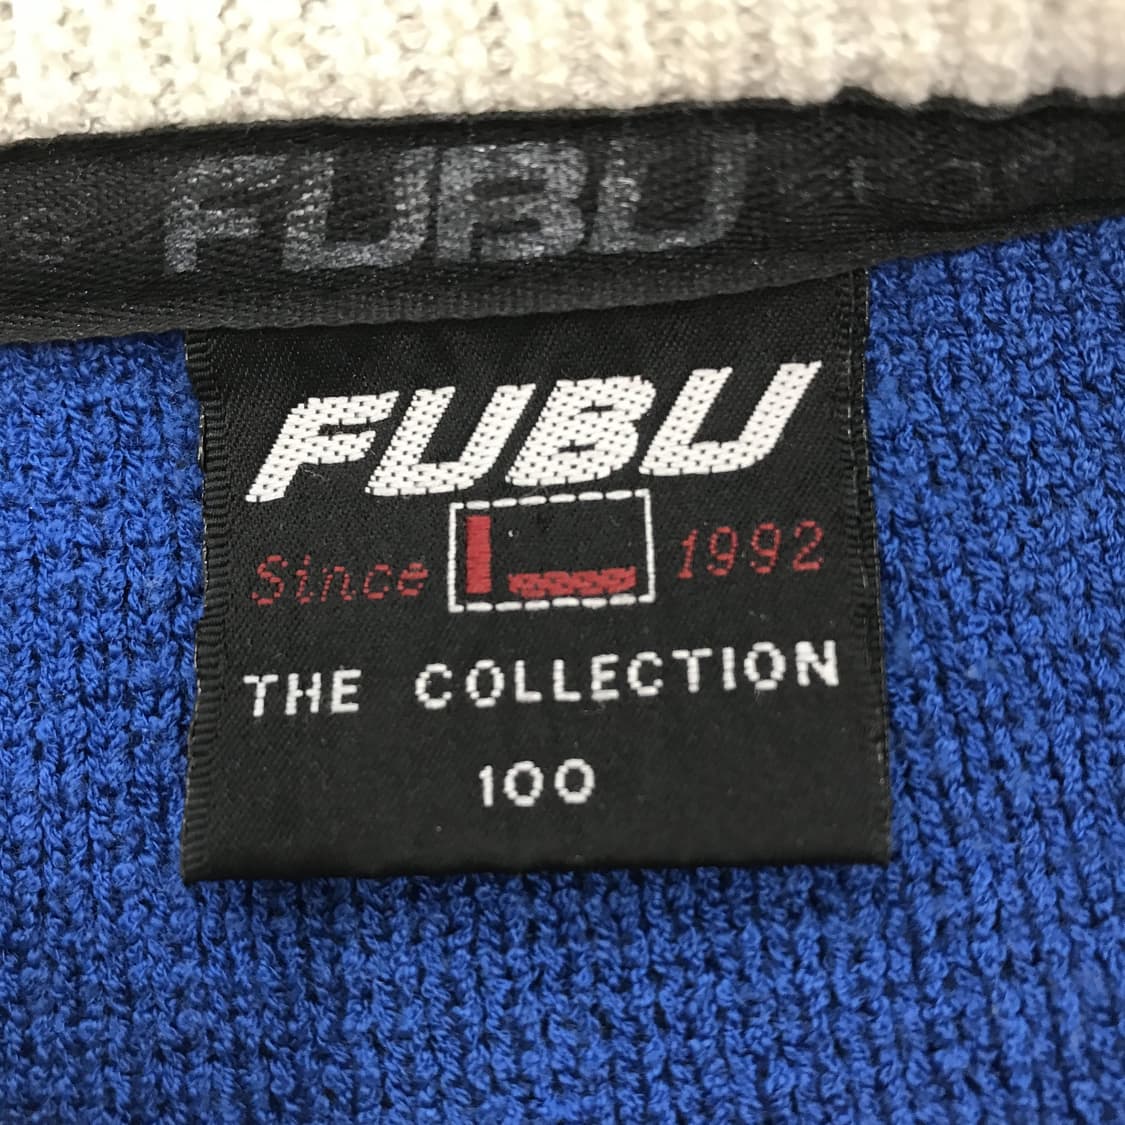 FUBU
FUBU
Since 1992
THE COLLECTION
100